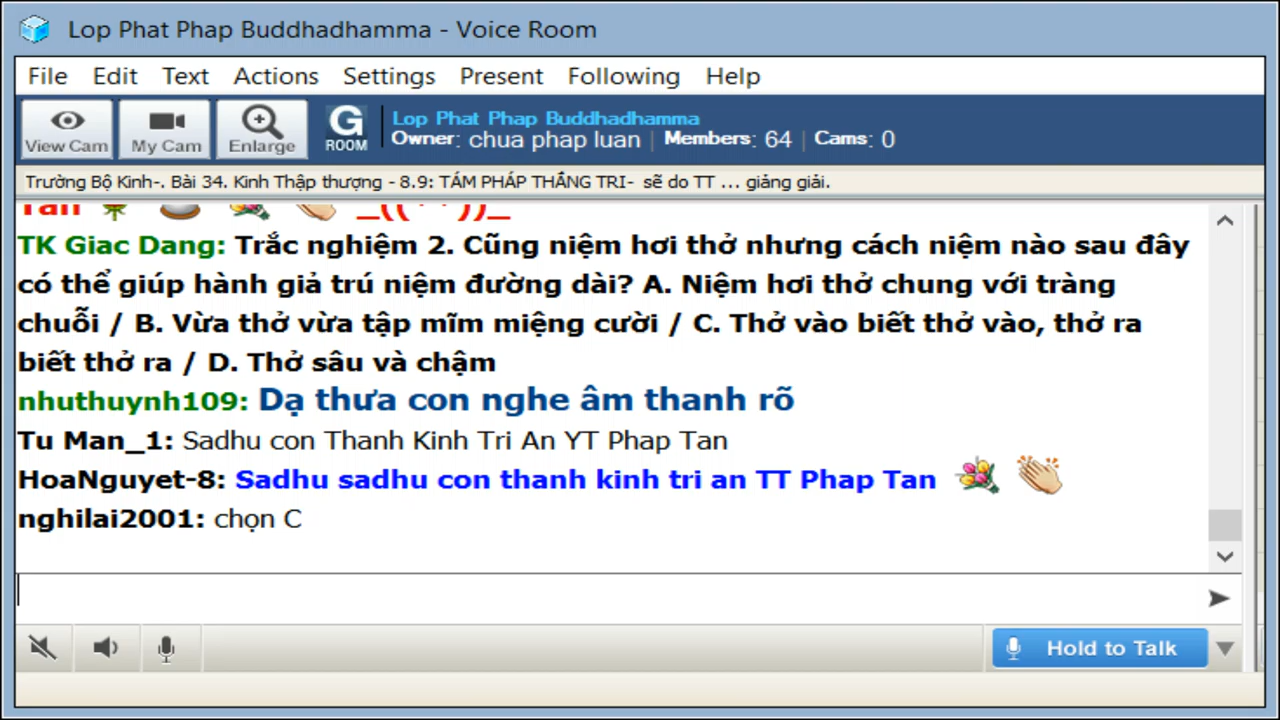 Lop Phat Phap Buddhadhamma - Voice Room
File Edit Text Actions Settings Present Following Help
View Cam My Cam Enlarge G ROOM
Lop Phat Phap Buddhadhamma
Owner: chua phap luan | Members: 64 | Cams: 0
Trường Bộ Kinh-. Bài 34. Kinh Thập thượng - 8.9: TÁM PHÁP THẮNG TRI- sẽ do TT ... giảng giải.
Tan _((**))_
TK Giac Dang: Trắc nghiệm 2. Cũng niệm hơi thở nhưng cách niệm nào sau đây
có thể giúp hành giả trú niệm đường dài? A. Niệm hơi thở chung với tràng
chuỗi / B. Vừa thở vừa tập mĩm miệng cười / C. Thở vào biết thở vào, thở ra
biết thở ra / D. Thở sâu và chậm
nhuthuynh109: Dạ thưa con nghe âm thanh rõ
Tu Man_1: Sadhu con Thanh Kinh Tri An YT Phap Tan
HoaNguyet-8: Sadhu sadhu con thanh kinh tri an TT Phap Tan
nghilai2001: chọn C
Hold to Talk